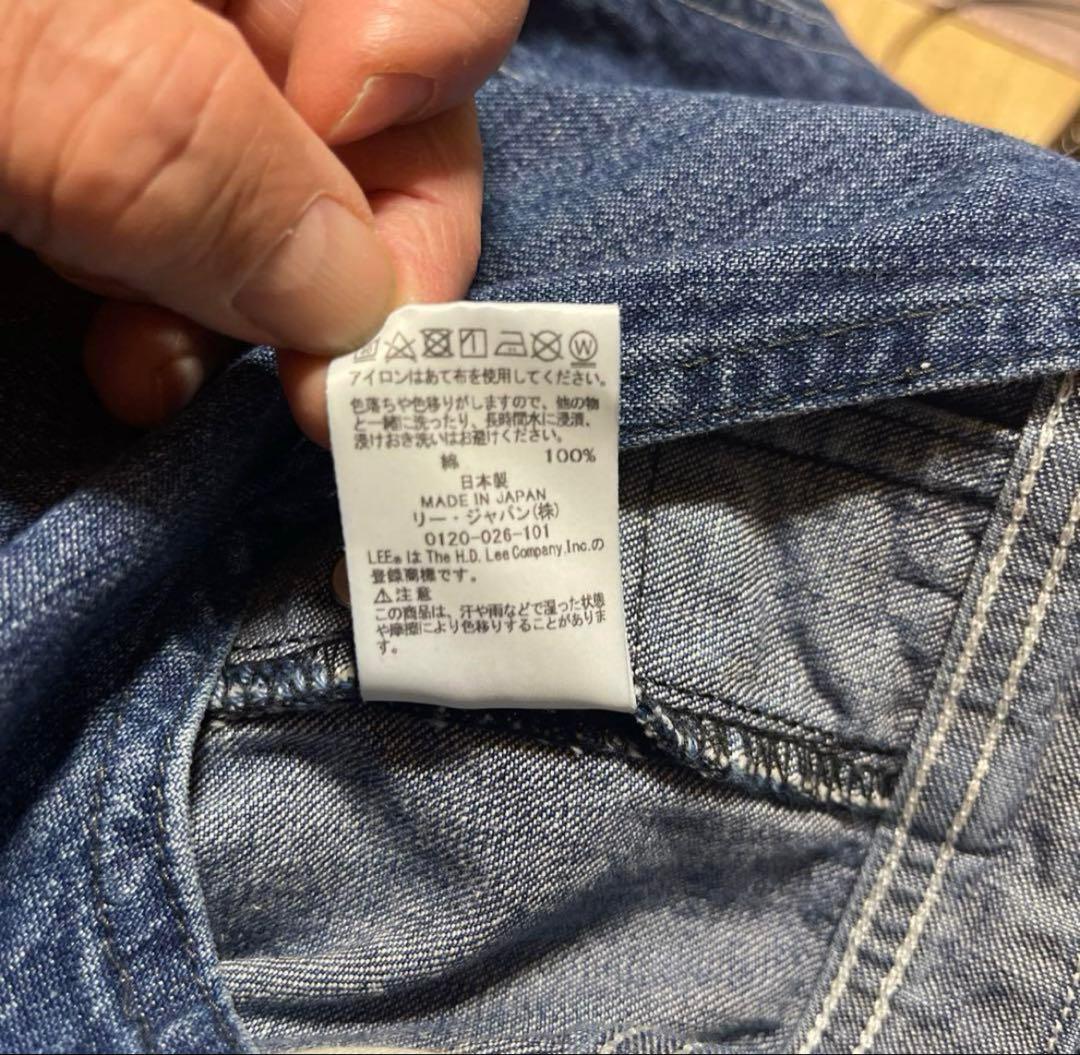 W
アイロンはあて布を使用してください。
色落ちや色移りがしますので、他の物
と一緒に洗ったり、長時間水に浸漬、
浸けおき洗いはお避けください。
綿 100%
日本製
MADE IN JAPAN
リー・ジャパン(株)
0120-026-101
LEE®は The H.D. Lee Company,Inc.の
登録商標です。
⚠注意
この商品は、汗や雨などで湿った状態
や摩擦により色移りすることがありま
す。